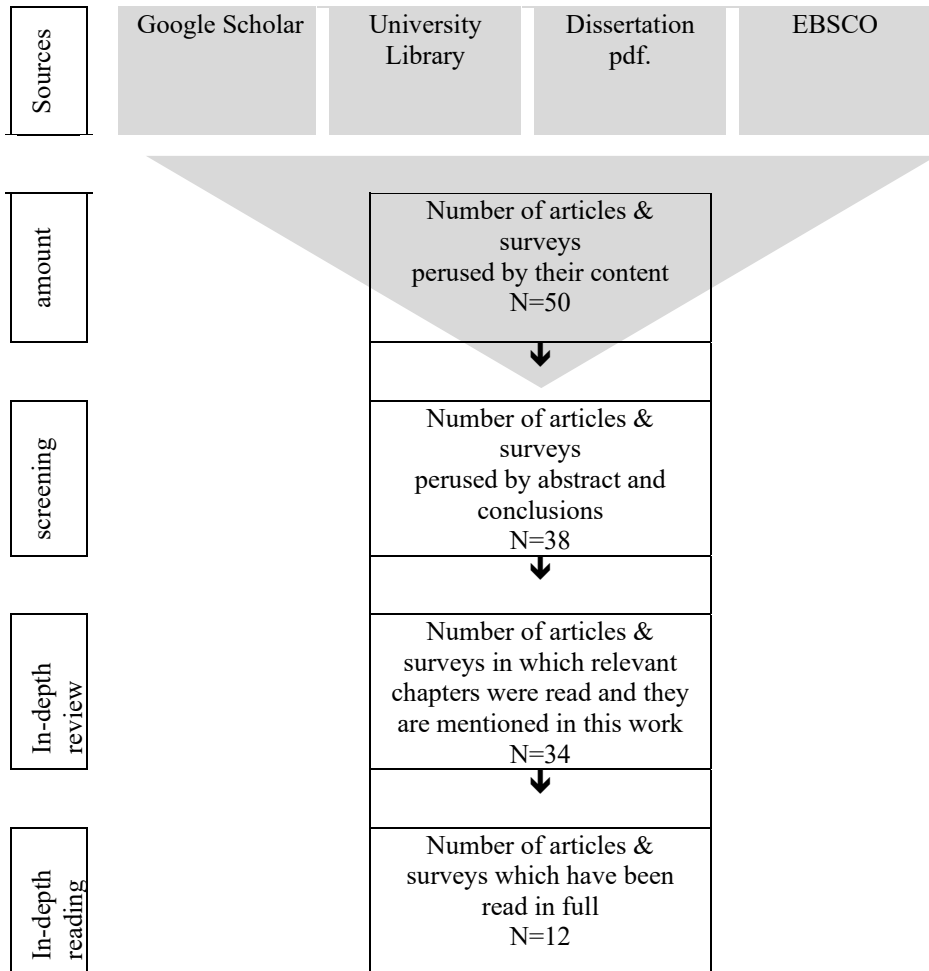 Sources
Google Scholar
University
Library
Dissertation
pdf.
EBSCO
amount
Number of articles &
surveys
perused by their content
N=50
screening
Number of articles &
surveys
perused by abstract and
conclusions
N=38
In-depth
review
Number of articles &
surveys in which relevant
chapters were read and they
are mentioned in this work
N=34
In-depth
reading
Number of articles &
surveys which have been
read in full
N=12